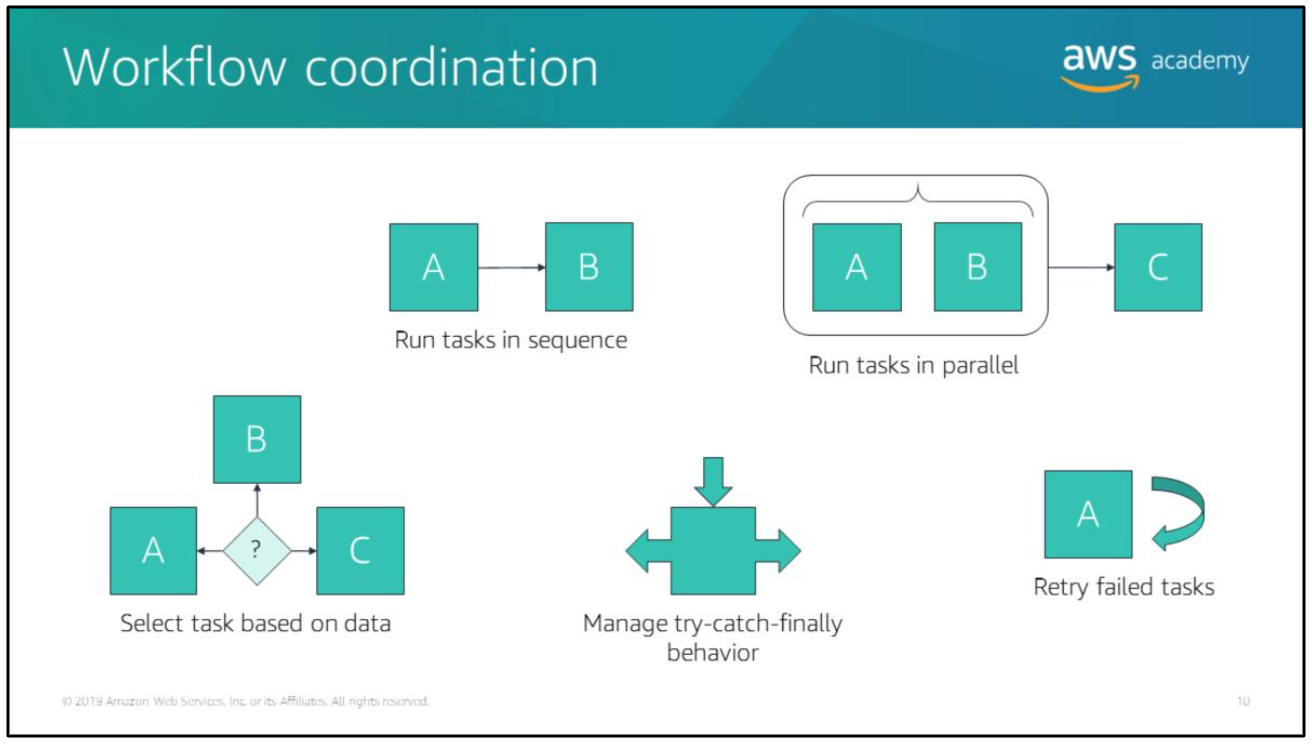 Workflow coordination
aws academy
A
B
Run tasks in sequence
A
B
C
Run tasks in parallel
B
A
?
C
Select task based on data
Manage try-catch-finally
behavior
A
Retry failed tasks
© 2019 Amazon Web Services, Inc. or its Affiliates. All rights reserved.
10